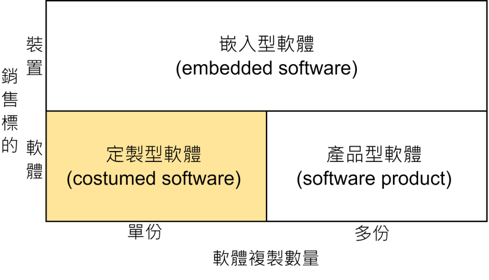 銷售標的
裝置
嵌入型軟體
(embedded software)
軟體
定製型軟體
(costumed software)
產品型軟體
(software product)
單份
多份
軟體複製數量